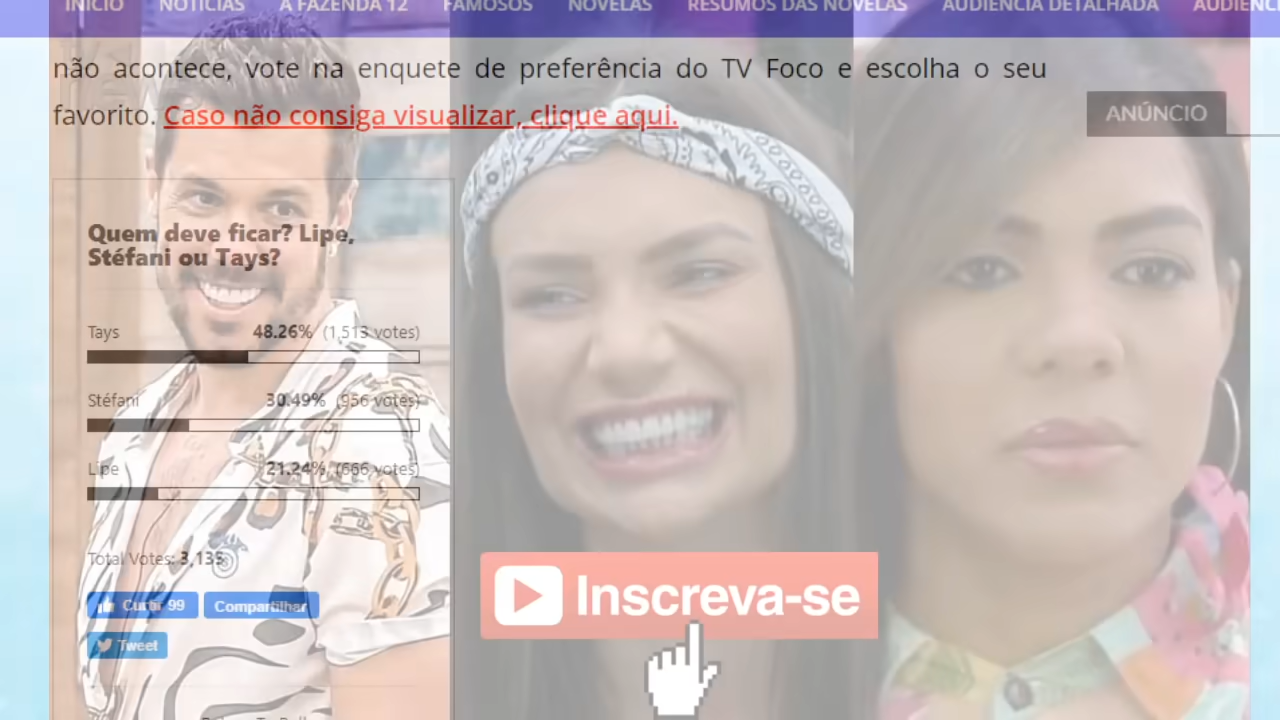 INÍCIO NOTÍCIAS A FAZENDA 12 FAMOSOS NOVELAS RESUMOS DAS NOVELAS AUDIÊNCIA DETALHADA
não acontece, vote na enquete de preferência do TV Foco e escolha o seu
favorito. Caso não consiga visualizar, clique aqui.
ANÚNCIO
Quem deve ficar? Lipe,
Stéfani ou Tays?
Tays 48.26% (1,513 votes)
Stéfani 30.49% (956 votes)
Lipe 21.24% (666 votes)
Total Votes: 3,135
Curtir 99 Compartilhar
Tweet
Inscreva-se